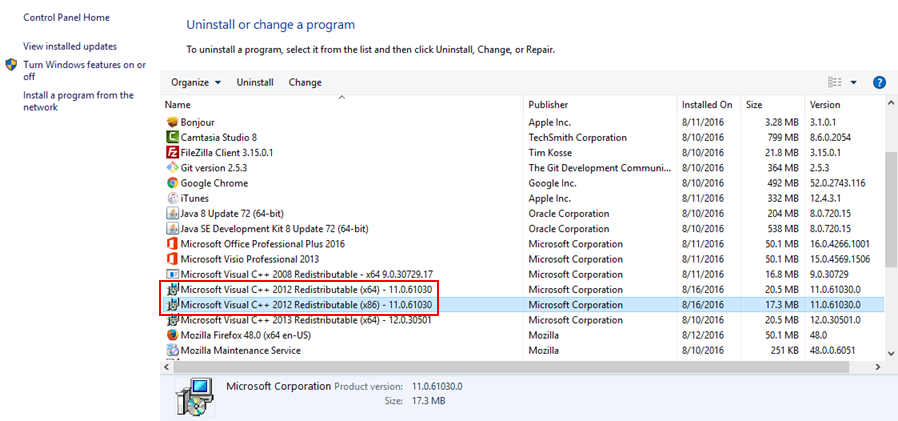 Control Panel Home
View installed updates
Turn Windows features on or
off
Install a program from the
network
Uninstall or change a program
To uninstall a program, select it from the list and then click Uninstall, Change, or Repair.
Organize Uninstall Change
Name Publisher Installed On Size Version
Bonjour Apple Inc. 8/11/2016 3.28 MB 3.1.0.1
Camtasia Studio 8 TechSmith Corporation 8/10/2016 799 MB 8.6.0.2054
FileZilla Client 3.15.0.1 Tim Kosse 8/10/2016 21.8 MB 3.15.0.1
Git version 2.5.3 The Git Development Communi... 8/10/2016 364 MB 2.5.3
Google Chrome Google Inc. 8/10/2016 492 MB 52.0.2743.116
iTunes Apple Inc. 8/11/2016 332 MB 12.4.3.1
Java 8 Update 72 (64-bit) Oracle Corporation 8/10/2016 204 MB 8.0.720.15
Java SE Development Kit 8 Update 72 (64-bit) Oracle Corporation 8/10/2016 538 MB 8.0.720.15
Microsoft Office Professional Plus 2016 Microsoft Corporation 8/11/2016 50.1 MB 16.0.4266.1001
Microsoft Visio Professional 2013 Microsoft Corporation 8/11/2016 50.1 MB 15.0.4569.1506
Microsoft Visual C++ 2008 Redistributable - x64 9.0.30729.17 Microsoft Corporation 8/11/2016 16.8 MB 9.0.30729
Microsoft Visual C++ 2012 Redistributable (x64) - 11.0.61030 Microsoft Corporation 8/16/2016 20.5 MB 11.0.61030.0
Microsoft Visual C++ 2012 Redistributable (x86) - 11.0.61030 Microsoft Corporation 8/16/2016 17.3 MB 11.0.61030.0
Microsoft Visual C++ 2013 Redistributable (x64) - 12.0.30501 Microsoft Corporation 8/10/2016 20.5 MB 12.0.30501.0
Mozilla Firefox 48.0 (x64 en-US) Mozilla 8/12/2016 91.0 MB 48.0
Mozilla Maintenance Service Mozilla 8/10/2016 251 KB 48.0.0.6051
Microsoft Corporation Product version: 11.0.61030.0
Size: 17.3 MB